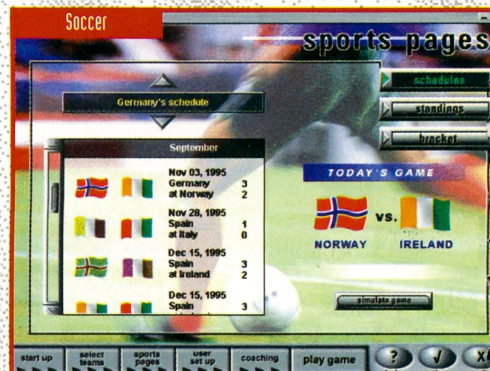 Soccer
sports pages
schedules
Germany's schedule
standings
bracket
September
Nov 03, 1995
Germany 3
at Norway 2
Nov 28, 1995
Spain 1
at Italy 0
Dec 15, 1995
Spain 3
at Ireland 2
Dec 15, 1995
Spain 3
TODAY'S GAME
vs.
NORWAY IRELAND
simulate game
start up
select teams
sports pages
user set up
coaching
play game
?
X